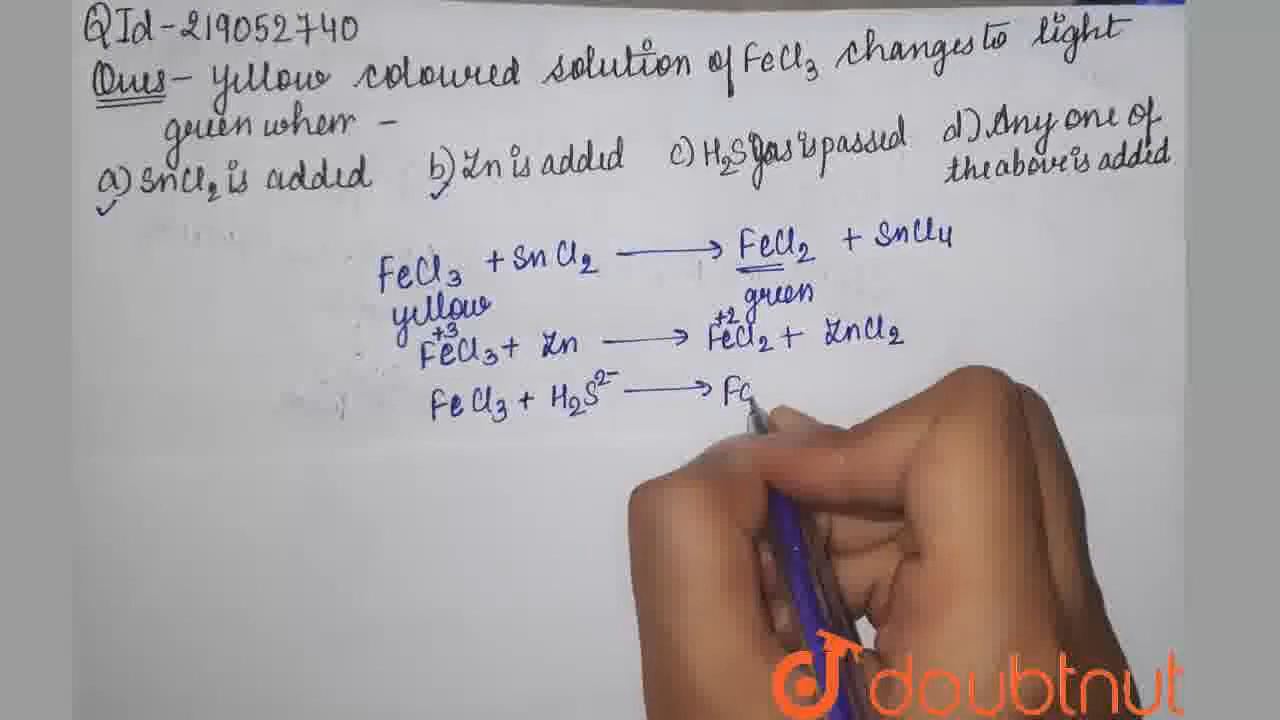 QId-219052740
Ques- Yellow coloured solution of FeCl3 changes to light
green when -
a) SnCl2 is added b) Zn is added c) H2S gas is passed d) Any one of
the above is added
FeCl3 + SnCl2 ⟶ FeCl2 + SnCl4
yellow green
+3 +2
FeCl3 + Zn ⟶ FeCl2 + ZnCl2
FeCl3 + H2S2- ⟶ Fe
doubtnut